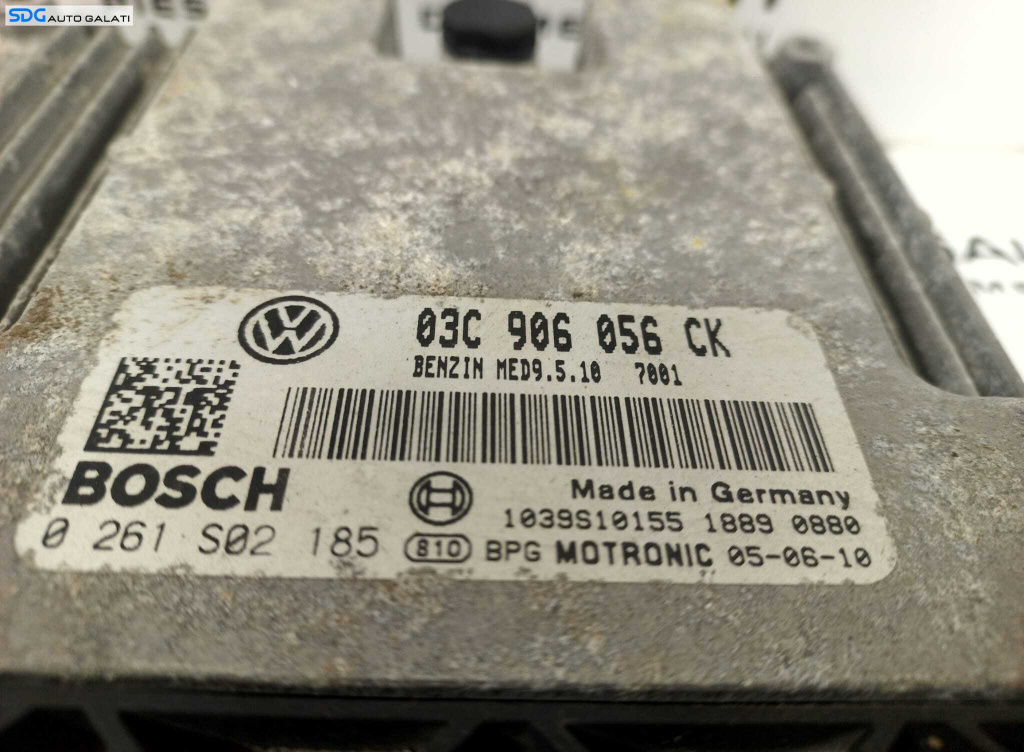 SDG AUTO GALATI
03C 906 056 CK
BENZIN MED9.5.10 7001
BOSCH
Made in Germany
1039S10155 1889 0880
0 261 S02 185 810 BPG MOTRONIC 05-06-10